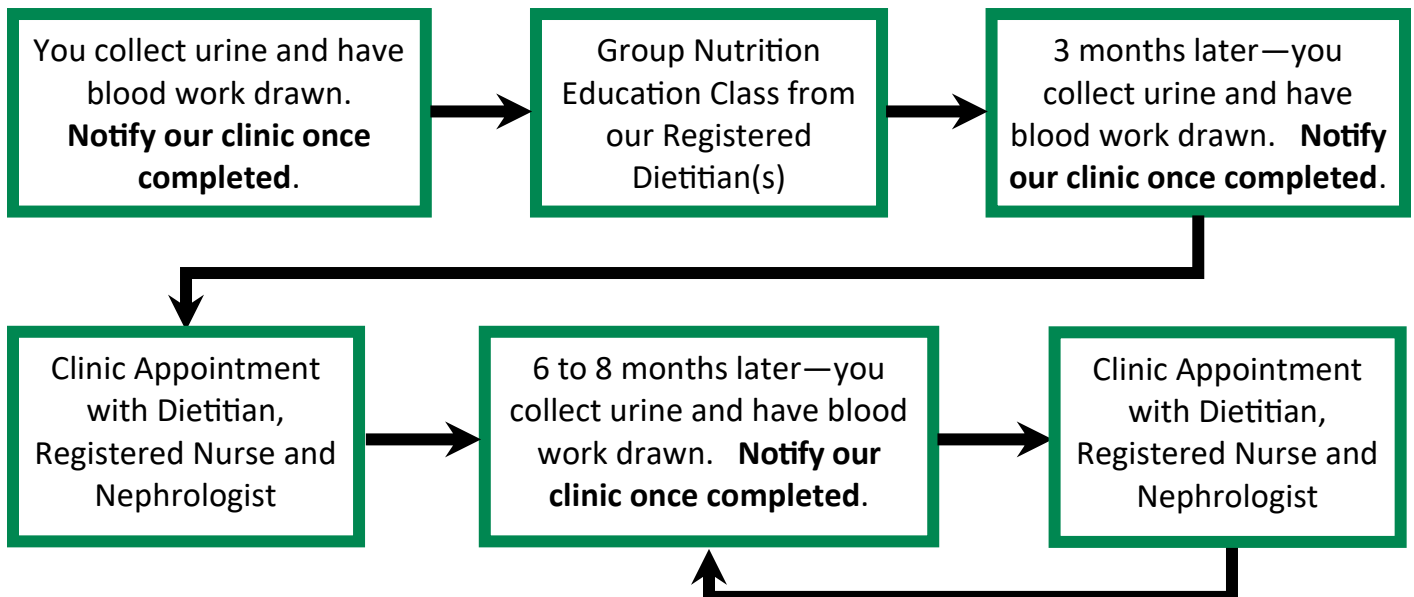 You collect urine and have
blood work drawn.
Notify our clinic once
completed.
Group Nutrition
Education Class from
our Registered
Dietitian(s)
3 months later—you
collect urine and have
blood work drawn.   Notify
our clinic once completed.
Clinic Appointment
with Dietitian,
Registered Nurse and
Nephrologist
6 to 8 months later—you
collect urine and have blood
work drawn.   Notify our
clinic once completed.
Clinic Appointment
with Dietitian,
Registered Nurse and
Nephrologist